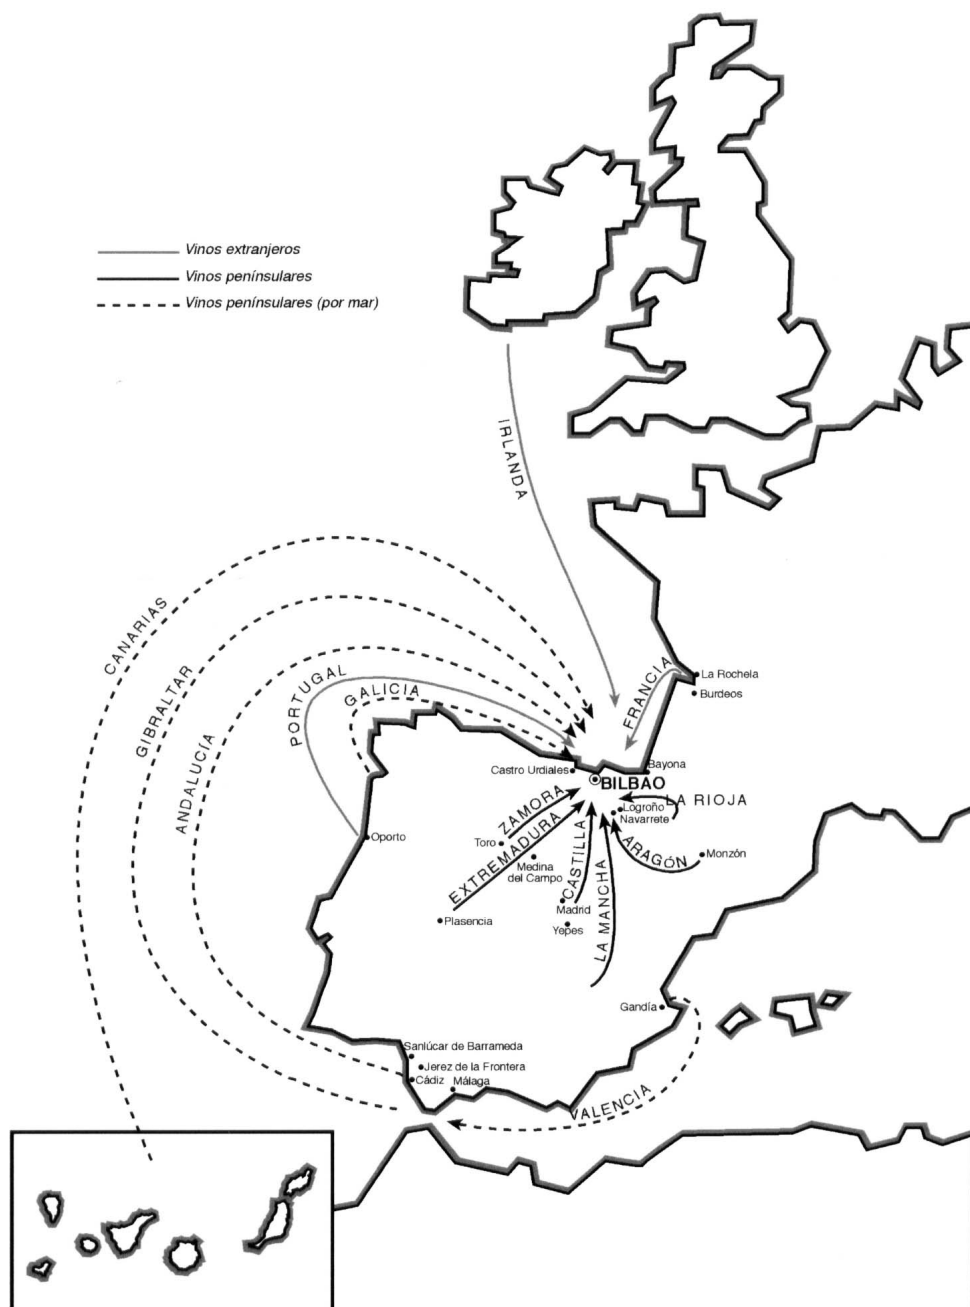 Vinos extranjeros
Vinos penínsulares
Vinos penínsulares (por mar)
IRLANDA
CANARIAS
GIBRALTAR
ANDALUCÍA
PORTUGAL
GALICIA
FRANCIA
La Rochela
Burdeos
Castro Urdiales
Bayona
BILBAO
LA RIOJA
Logroño
Navarrete
ZAMORA
Toro
EXTREMADURA
Medina
del Campo
CASTILLA
LA MANCHA
ARAGÓN
Monzón
Oporto
Madrid
Plasencia
Yepes
Gandía
Sanlúcar de Barrameda
Jerez de la Frontera
Cádiz
Málaga
VALENCIA